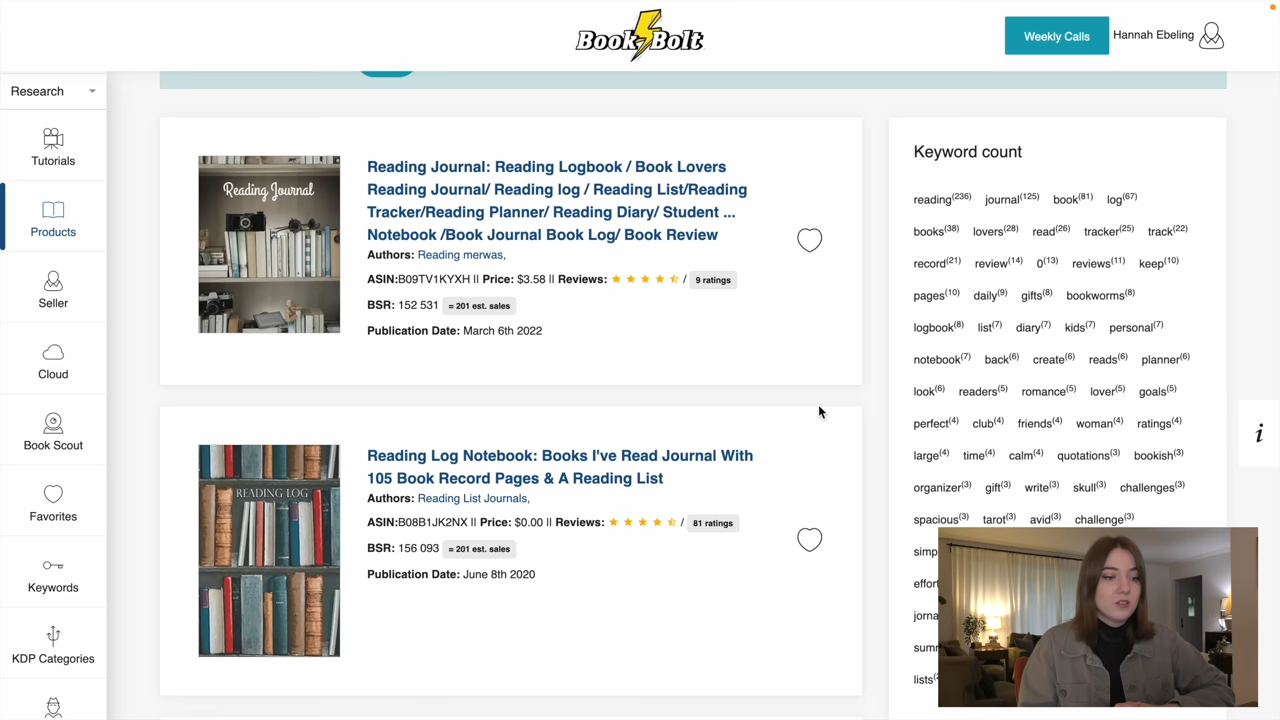 Book Bolt
Weekly Calls
Hannah Ebeling
Research
Tutorials
Products
Seller
Cloud
Book Scout
Favorites
Keywords
KDP Categories
Reading Journal
Reading Journal: Reading Logbook / Book Lovers
Reading Journal/ Reading log / Reading List/Reading
Tracker/Reading Planner/ Reading Diary/ Student ...
Notebook /Book Journal Book Log/ Book Review
Authors: Reading merwas,
ASIN:B09TV1KYXH || Price: $3.58 || Reviews: / 9 ratings
BSR: 152 531 = 201 est. sales
Publication Date: March 6th 2022
READING LOG
Reading Log Notebook: Books I've Read Journal With
105 Book Record Pages & A Reading List
Authors: Reading List Journals,
ASIN:B08B1JK2NX || Price: $0.00 || Reviews: / 81 ratings
BSR: 156 093 = 201 est. sales
Publication Date: June 8th 2020
Keyword count
reading(236) journal(125) book(81) log(67)
books(38) lovers(28) read(26) tracker(25) track(22)
record(21) review(14) 0(13) reviews(11) keep(10)
pages(10) daily(9) gifts(8) bookworms(8)
logbook(8) list(7) diary(7) kids(7) personal(7)
notebook(7) back(6) create(6) reads(6) planner(6)
look(6) readers(5) romance(5) lover(5) goals(5)
perfect(4) club(4) friends(4) woman(4) ratings(4)
large(4) time(4) calm(4) quotations(3) bookish(3)
organizer(3) gift(3) write(3) skull(3) challenges(3)
spacious(3) tarot(3) avid(3) challenge(3)
simp
effor
jorna
sumr
lists(
i